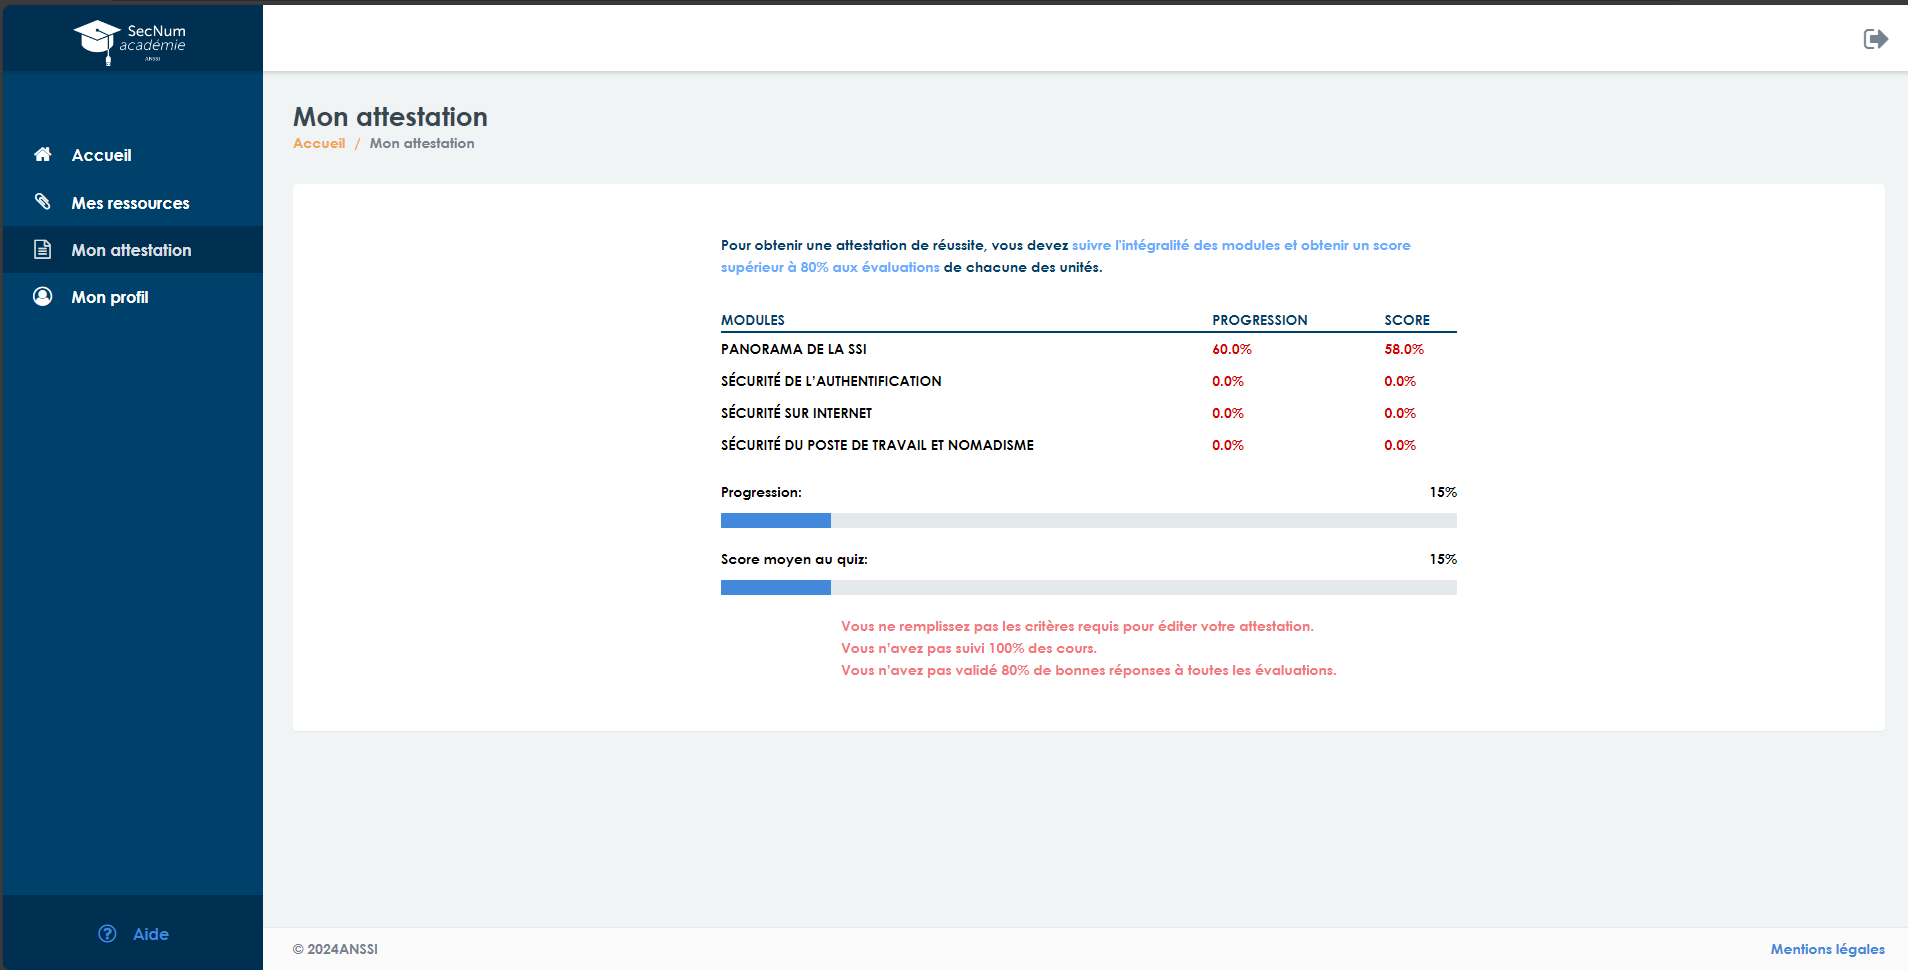 SecNum
académie
ANSSI
Accueil
Mes ressources
Mon attestation
Mon profil
Aide
Mon attestation
Accueil / Mon attestation
Pour obtenir une attestation de réussite, vous devez suivre l'intégralité des modules et obtenir un score
supérieur à 80% aux évaluations de chacune des unités.
MODULES PROGRESSION SCORE
PANORAMA DE LA SSI 60.0% 58.0%
SÉCURITÉ DE L'AUTHENTIFICATION 0.0% 0.0%
SÉCURITÉ SUR INTERNET 0.0% 0.0%
SÉCURITÉ DU POSTE DE TRAVAIL ET NOMADISME 0.0% 0.0%
Progression: 15%
Score moyen au quiz: 15%
Vous ne remplissez pas les critères requis pour éditer votre attestation.
Vous n'avez pas suivi 100% des cours.
Vous n'avez pas validé 80% de bonnes réponses à toutes les évaluations.
© 2024ANSSI
Mentions légales